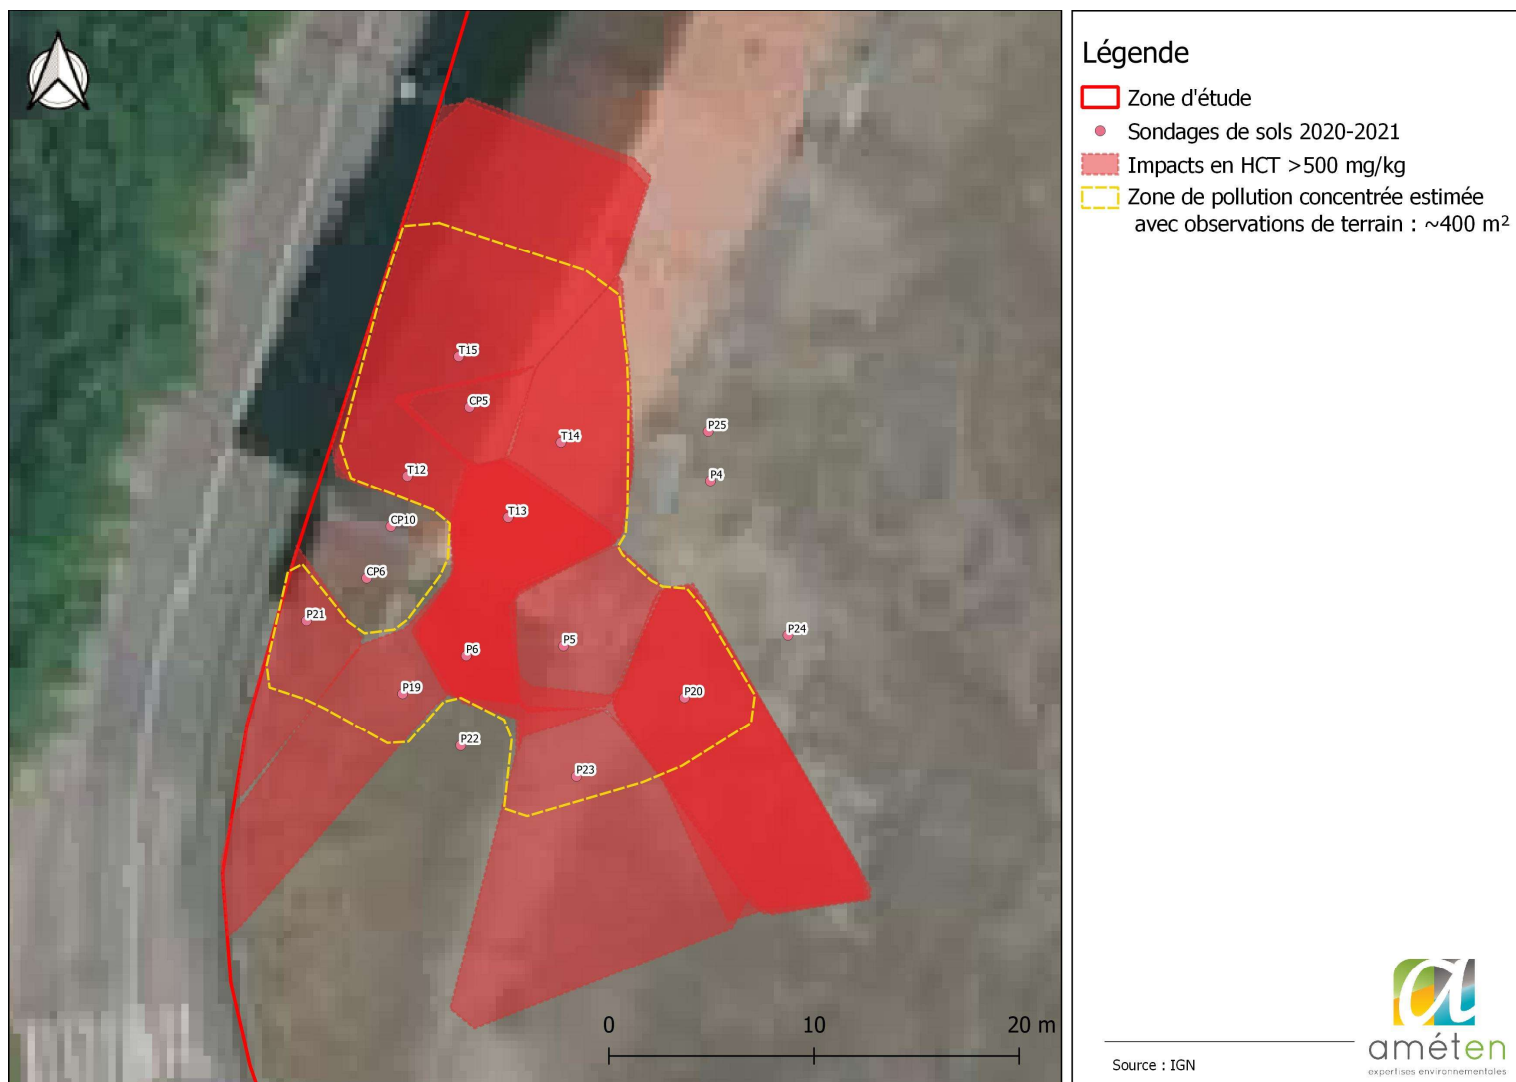 Légende
Zone d'étude
Sondages de sols 2020-2021
Impacts en HCT >500 mg/kg
Zone de pollution concentrée estimée
avec observations de terrain : ~400 m²
T15
CP5
T14
P25
T12
P4
T13
CP10
CP6
P21
P24
P5
P6
P19
P20
P22
P23
0 10 20 m
Source : IGN
améten
expertises environnementales